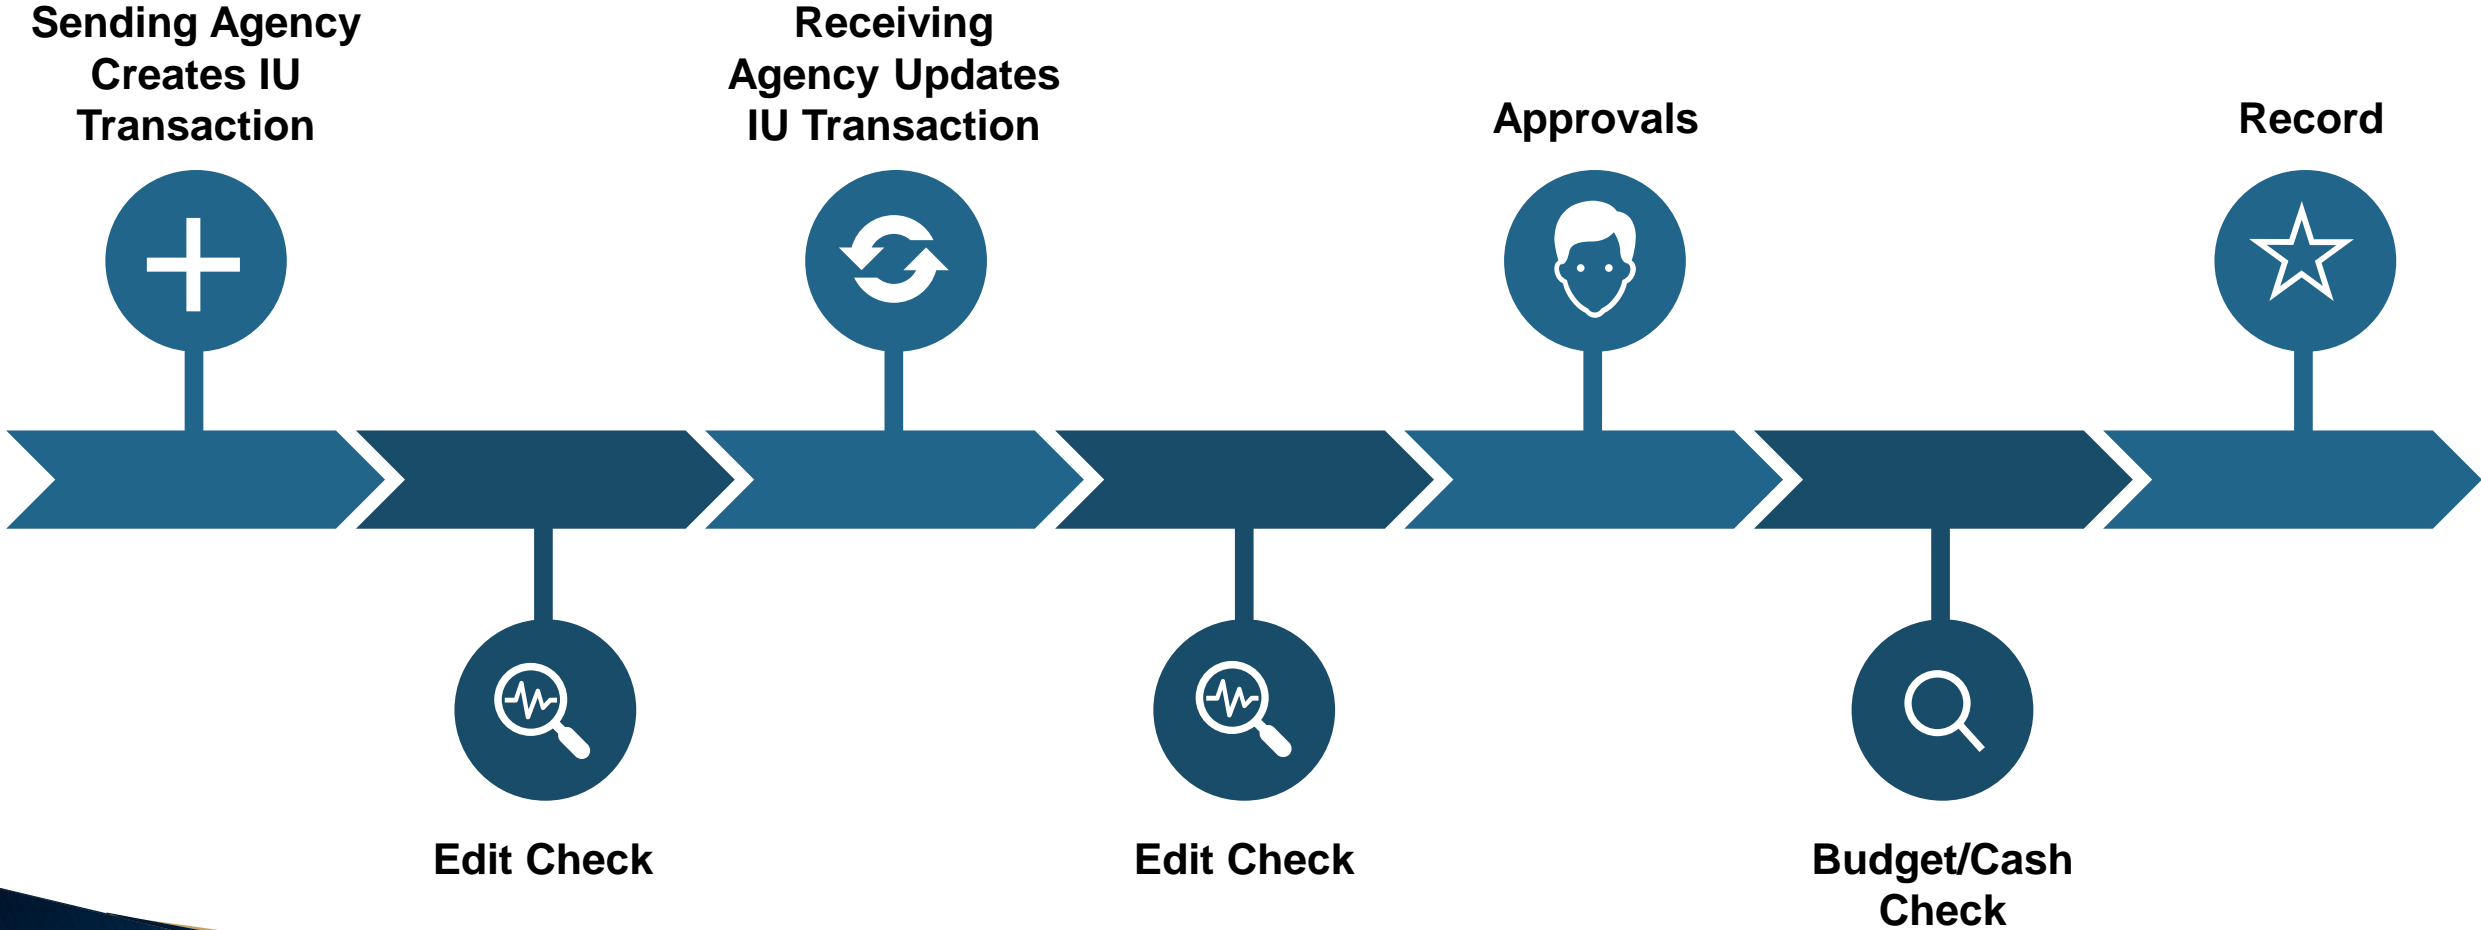 Sending Agency
Creates IU
Transaction
Receiving
Agency Updates
IU Transaction
Approvals
Record
Edit Check
Edit Check
Budget/Cash
Check